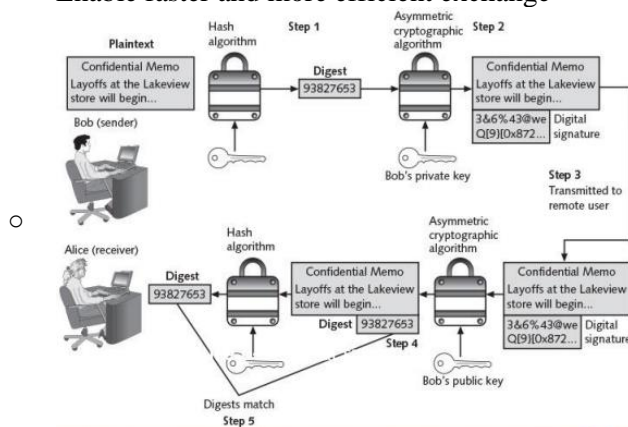 Enable faster and more efficient exchange
Plaintext
Confidential Memo
Layoffs at the Lakeview
store will begin...
Bob (sender)
Hash
algorithm
Step 1
Digest
93827653
Asymmetric
cryptographic
algorithm
Step 2
Bob's private key
Confidential Memo
Layoffs at the Lakeview
store will begin...
3&6%43@we
Q[9)[0x872...
Digital
signature
Step 3
Transmitted to
remote user
Alice (receiver)
Digest
93827653
Hash
algorithm
Confidential Memo
Layoffs at the Lakeview
store will begin...
Digest 93827653
Step 4
Asymmetric
cryptographic
algorithm
Bob's public key
Confidential Memo
Layoffs at the Lakeview
store will begin...
3&6%43@we
Q[9)[0x872...
Digital
signature
Digests match
Step 5